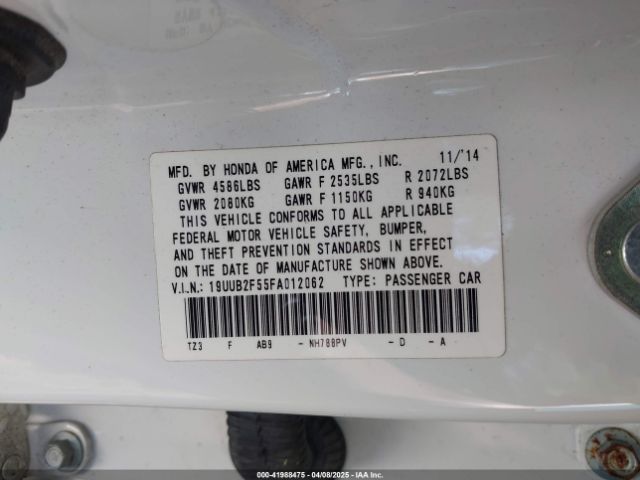 MFD. BY HONDA OF AMERICA MFG., INC. 11/'14
GVWR 4586LBS GAWR F 2535LBS R 2072LBS
GVWR 2080KG GAWR F 1150KG R 940KG
THIS VEHICLE CONFORMS TO ALL APPLICABLE
FEDERAL MOTOR VEHICLE SAFETY, BUMPER,
AND THEFT PREVENTION STANDARDS IN EFFECT
ON THE DATE OF MANUFACTURE SHOWN ABOVE.
V.I.N.: 19UUB2F55FA012062 TYPE: PASSENGER CAR
TZ3 F AB9 - NH788PV - D - A
000-41988475 - 04/08/2025 - IAA Inc.